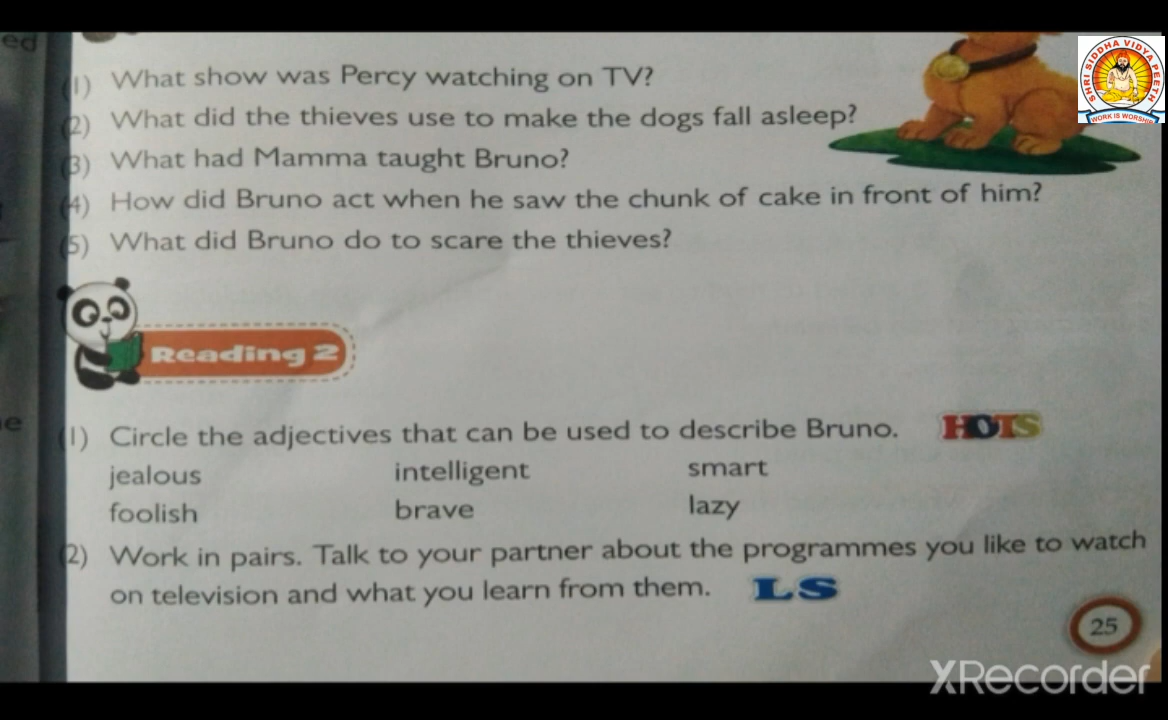 ed
SHRI SIDDHA VIDYA PEETH
WORK IS WORSHIP
(1) What show was Percy watching on TV?
(2) What did the thieves use to make the dogs fall asleep?
(3) What had Mamma taught Bruno?
(4) How did Bruno act when he saw the chunk of cake in front of him?
(5) What did Bruno do to scare the thieves?
Reading 2
(1) Circle the adjectives that can be used to describe Bruno. HOTS
jealous intelligent smart
foolish brave lazy
(2) Work in pairs. Talk to your partner about the programmes you like to watch
on television and what you learn from them. LS
25
XRecorder